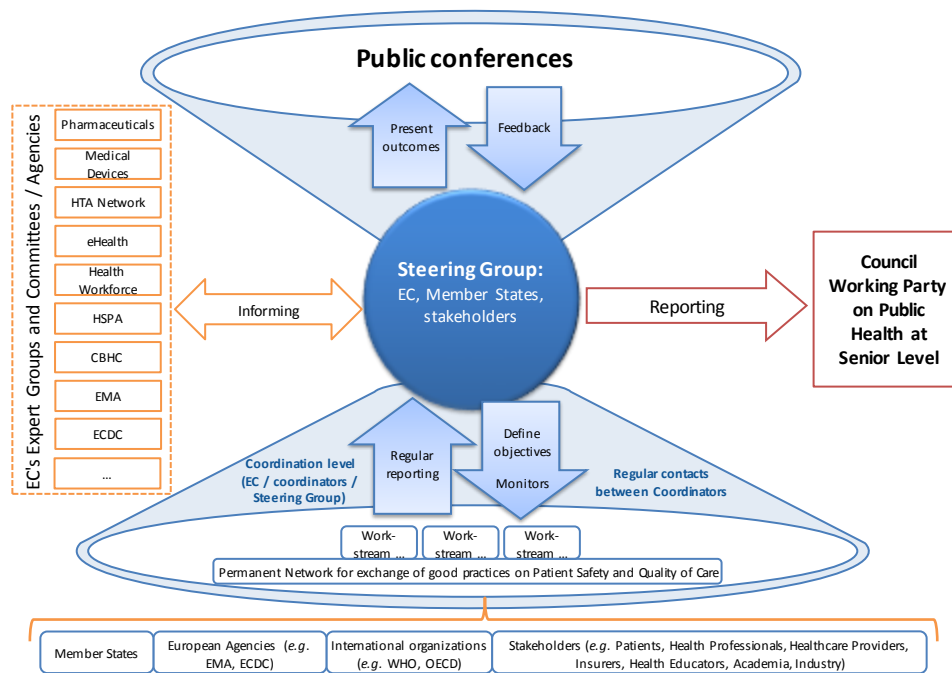 Public conferences
Present
outcomes
Feedback
EC's Expert Groups and Committees / Agencies
Pharmaceuticals
Medical
Devices
HTA Network
eHealth
Health
Workforce
HSPA
CBHC
EMA
ECDC
...
Informing
Steering Group:
EC, Member States,
stakeholders
Reporting
Council
Working Party
on Public
Health at
Senior Level
Coordination level
(EC / coordinators /
Steering Group)
Regular
reporting
Define
objectives
Monitors
Regular contacts
between Coordinators
Work-
stream ...
Work-
stream ...
Work-
stream ...
Permanent Network for exchange of good practices on Patient Safety and Quality of Care
Member States
European Agencies (e.g.
EMA, ECDC)
International organizations
(e.g. WHO, OECD)
Stakeholders (e.g. Patients, Health Professionals, Healthcare Providers,
Insurers, Health Educators, Academia, Industry)